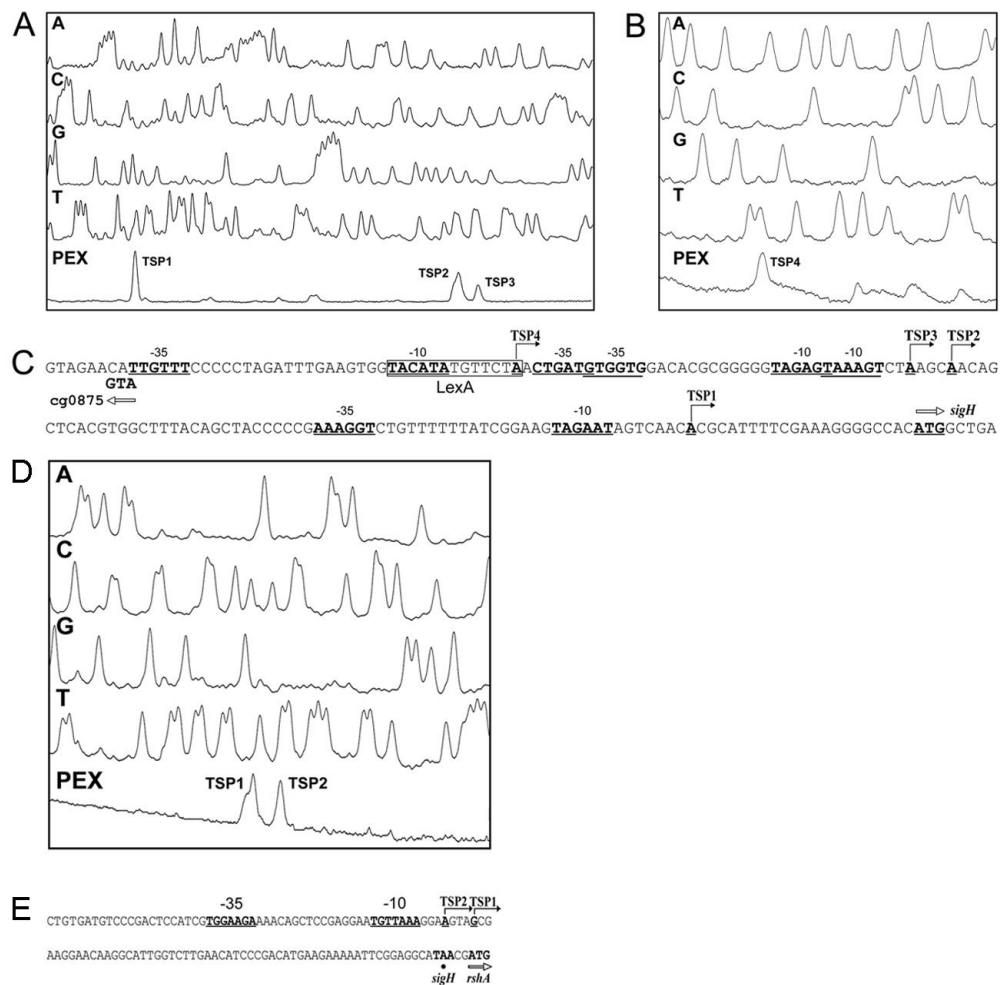 A
A
C
G
T
PEX
TSP1
TSP2
TSP3
B
A
C
G
T
PEX
TSP4
C
-35 -10 TSP4 -35 -35 -10 -10 TSP3 TSP2
GTAGAACATTGTTTCCCCCTAGATTTGAAGTGGTACATATGTTCTAACTGATGTGGTGGACACGCGGGGGTAGAGTAAAGTCTAAGCAACAG
GTA LexA
cg0875 -35 -10 TSP1 sigH
CTCACGTGGCTTTACAGCTACCCCCGAAAGGTCTGTTTTTTATCGGAAGTAGAATAGTCAACACGCATTTTCGAAAGGGGCCACATGGCTGA
D
A
C
G
T
PEX
TSP1
TSP2
E
-35 -10 TSP2 TSP1
CTGTGATGTCCCGACTCCATCGTGGAAGAAAACAGCTCCGAGGAATGTTAAAGGAAGTAGCG
AAGGAACAAGGCATTGGTCTTGAACATCCCGACATGAAGAAAAATTCGGAGGCATAACGATG
sigH rshA